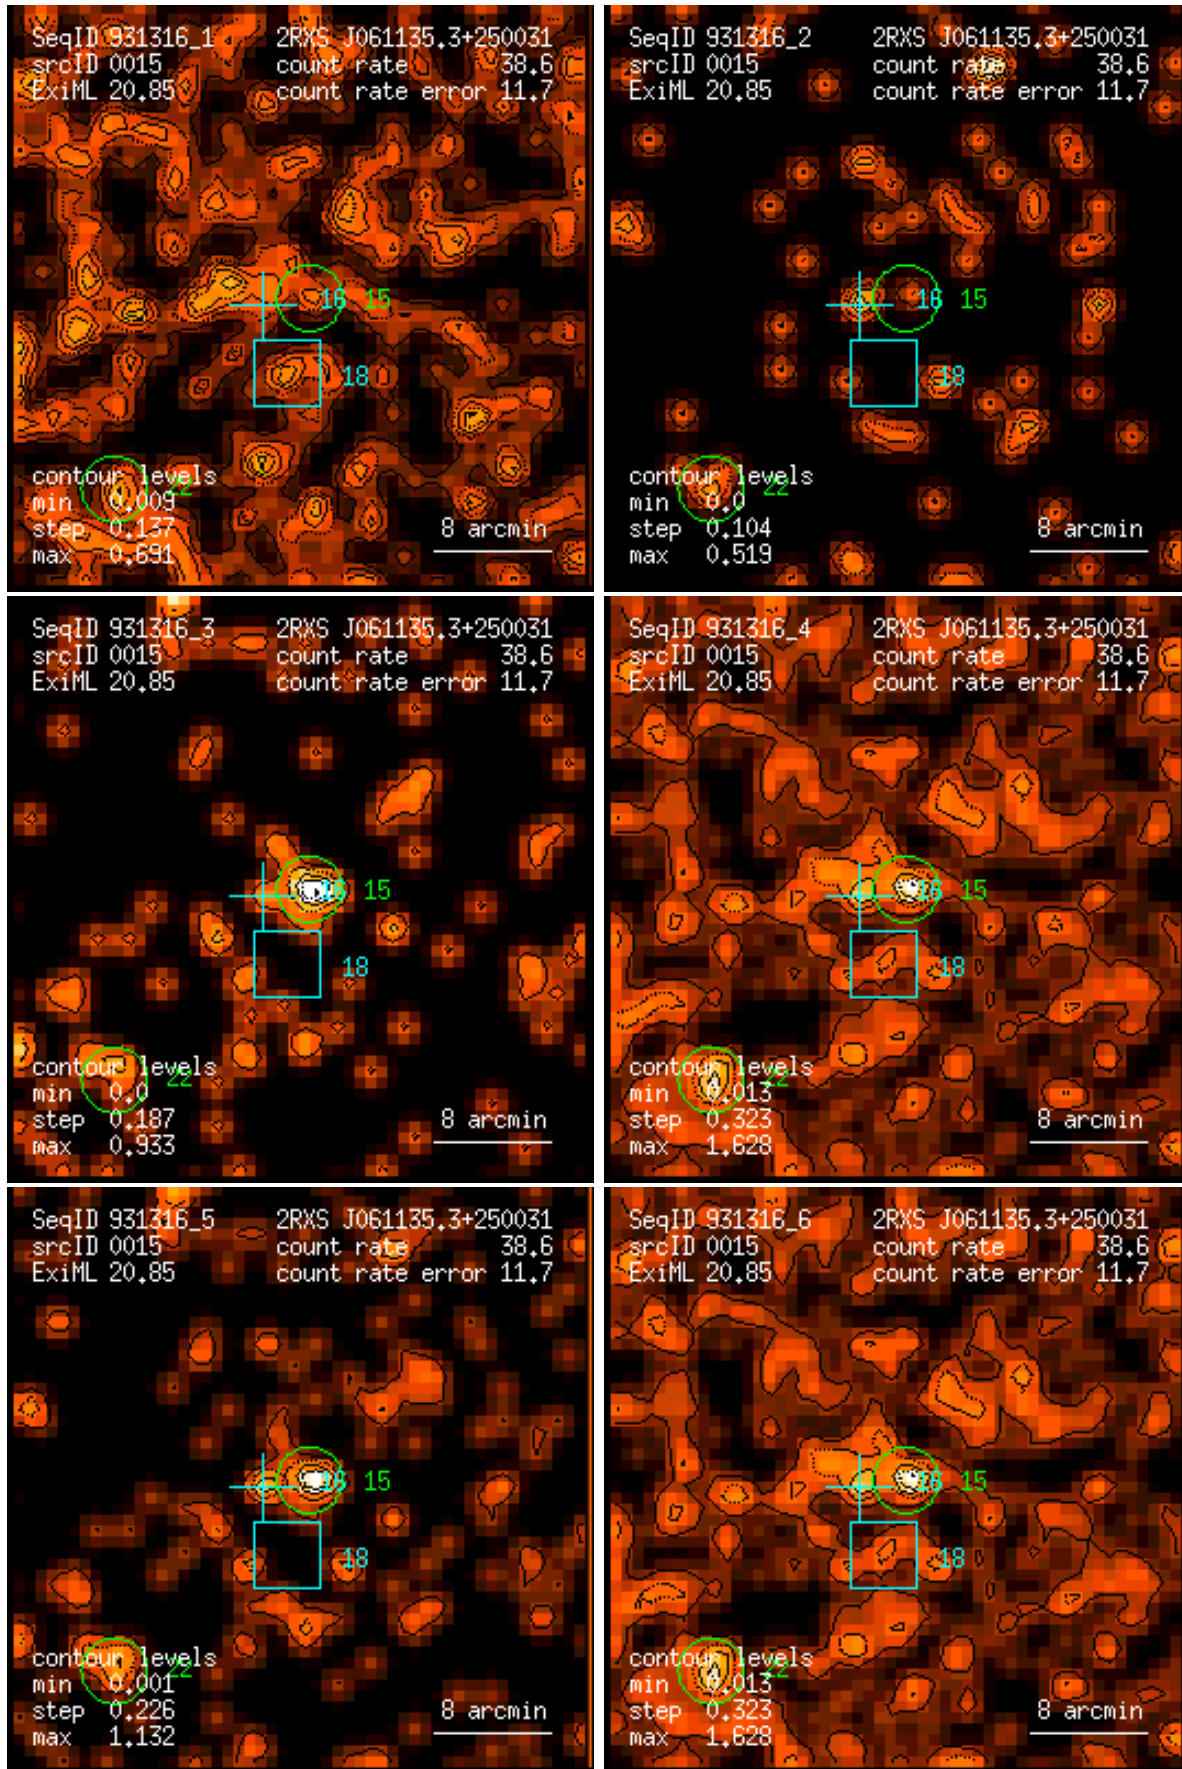 SeqID 931316_1 2RXS J061135.3+250031
srcID 0015 count rate 38.6
ExiML 20.85 count rate error 11.7
16 15
18
contour levels
22
min 0.009
step 0.137
max 0.691
8 arcmin
SeqID 931316_2 2RXS J061135.3+250031
srcID 0015 count rate 38.6
ExiML 20.85 count rate error 11.7
16 15
18
contour levels
22
min 0.0
step 0.104
max 0.519
8 arcmin
SeqID 931316_3 2RXS J061135.3+250031
srcID 0015 count rate 38.6
ExiML 20.85 count rate error 11.7
16 15
18
contour levels
22
min 0.0
step 0.187
max 0.933
8 arcmin
SeqID 931316_4 2RXS J061135.3+250031
srcID 0015 count rate 38.6
ExiML 20.85 count rate error 11.7
16 15
18
contour levels
22
min 0.013
step 0.323
max 1.628
8 arcmin
SeqID 931316_5 2RXS J061135.3+250031
srcID 0015 count rate 38.6
ExiML 20.85 count rate error 11.7
16 15
18
contour levels
22
min 0.001
step 0.226
max 1.132
8 arcmin
SeqID 931316_6 2RXS J061135.3+250031
srcID 0015 count rate 38.6
ExiML 20.85 count rate error 11.7
16 15
18
contour levels
22
min 0.013
step 0.323
max 1.628
8 arcmin